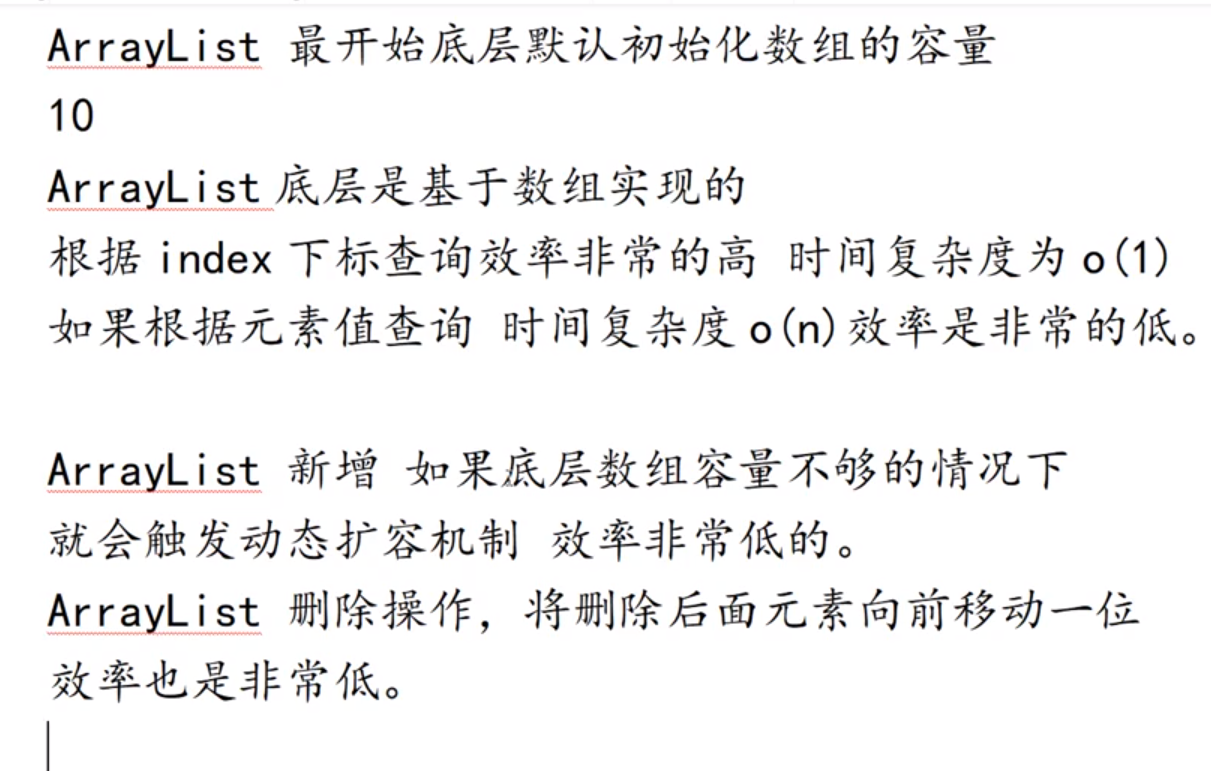 ArrayList 最开始底层默认初始化数组的容量
10
ArrayList 底层是基于数组实现的
根据 index 下标查询效率非常的高 时间复杂度为 o(1)
如果根据元素值查询 时间复杂度 o(n)效率是非常的低。
ArrayList 新增 如果底层数组容量不够的情况下
就会触发动态扩容机制 效率非常低的。
ArrayList 删除操作，将删除后面元素向前移动一位
效率也是非常低。